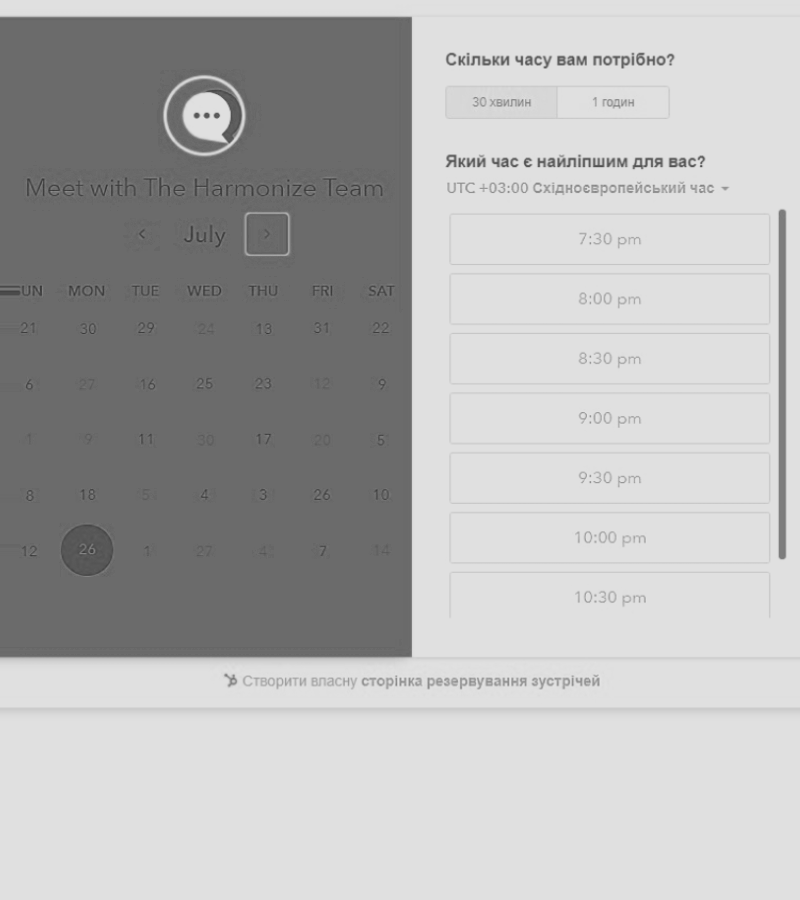 Meet with The Harmonize Team
July
UN MON TUE WED THU FRI SAT
21 30 29 24 13 31 22
6 27 16 25 23 12 9
1 9 11 30 17 20 5
8 18 5 4 3 26 10
12 26 1 27 4 7 14
Скільки часу вам потрібно?
30 хвилин 1 годин
Який час є найліпшим для вас?
UTC +03:00 Східноєвропейський час
7:30 pm
8:00 pm
8:30 pm
9:00 pm
9:30 pm
10:00 pm
10:30 pm
Створити власну сторінка резервування зустрічей